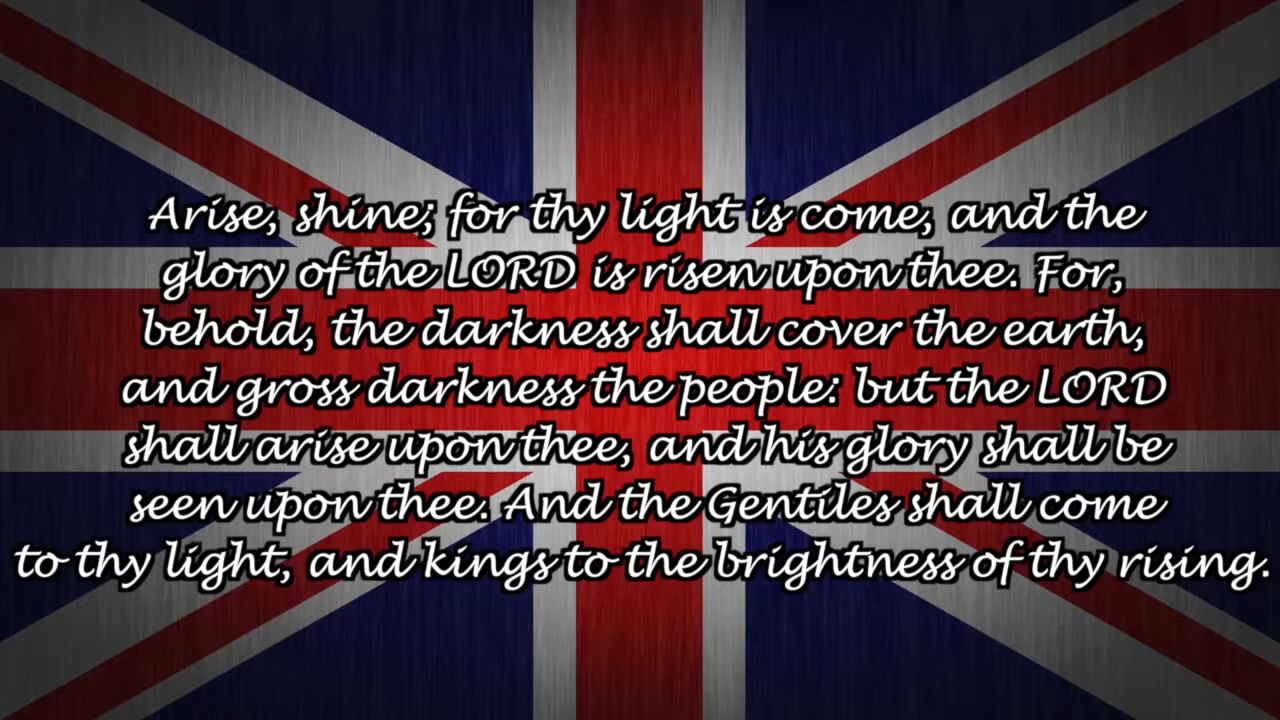 Arise, shine; for thy light is come, and the
glory of the LORD is risen upon thee. For,
behold, the darkness shall cover the earth,
and gross darkness the people: but the LORD
shall arise upon thee, and his glory shall be
seen upon thee. And the Gentiles shall come
to thy light, and kings to the brightness of thy rising.